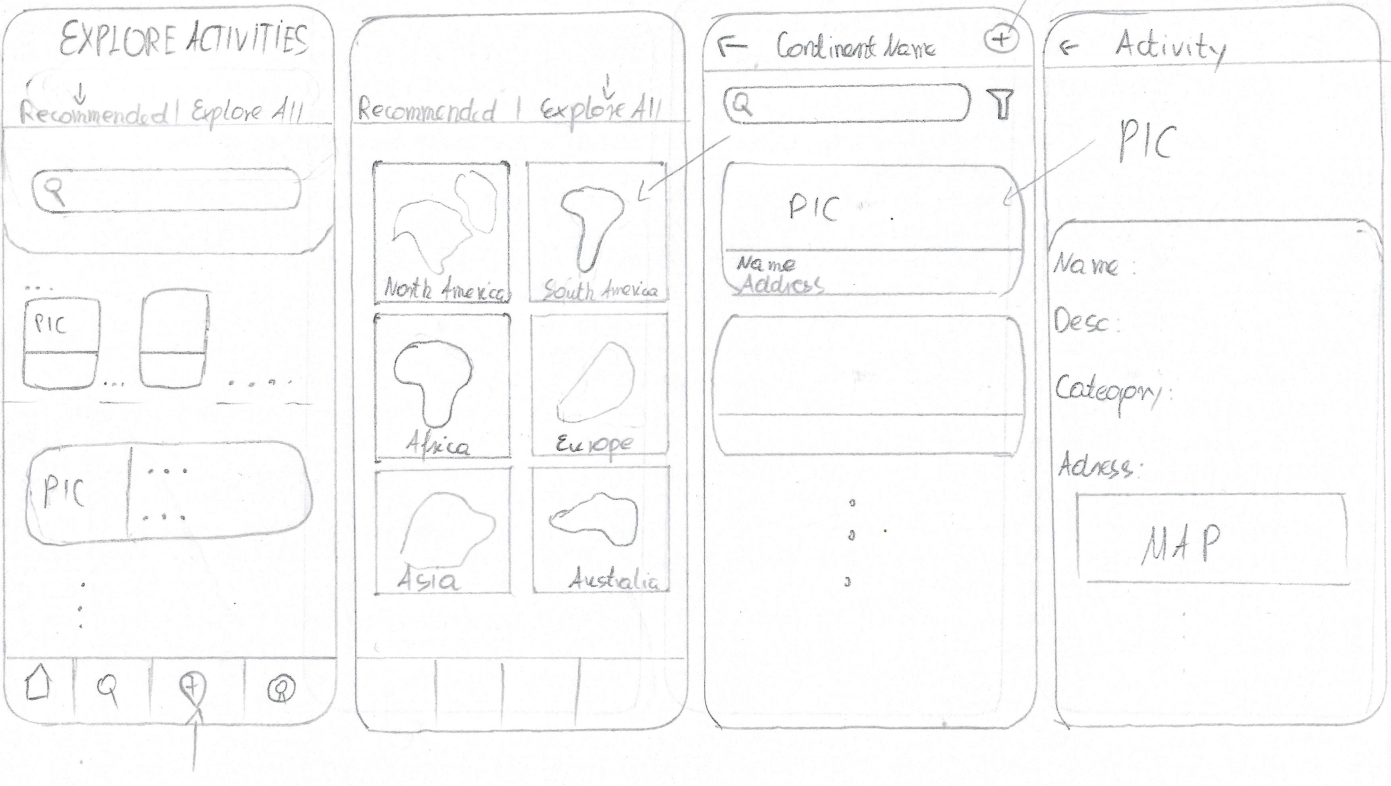 EXPLORE ACTIVITIES
Recommended | Explore All
PIC
PIC
Recommended | Explore All
North America
South America
Africa
Europe
Asia
Australia
Continent Name
PIC
Name
Address
Activity
PIC
Name :
Desc :
Category:
Adress:
MAP